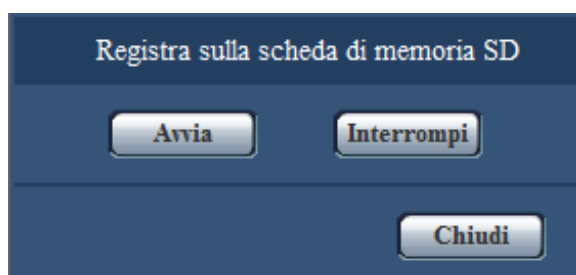 Registra sulla scheda di memoria SD
Avvia Interrompi
Chiudi